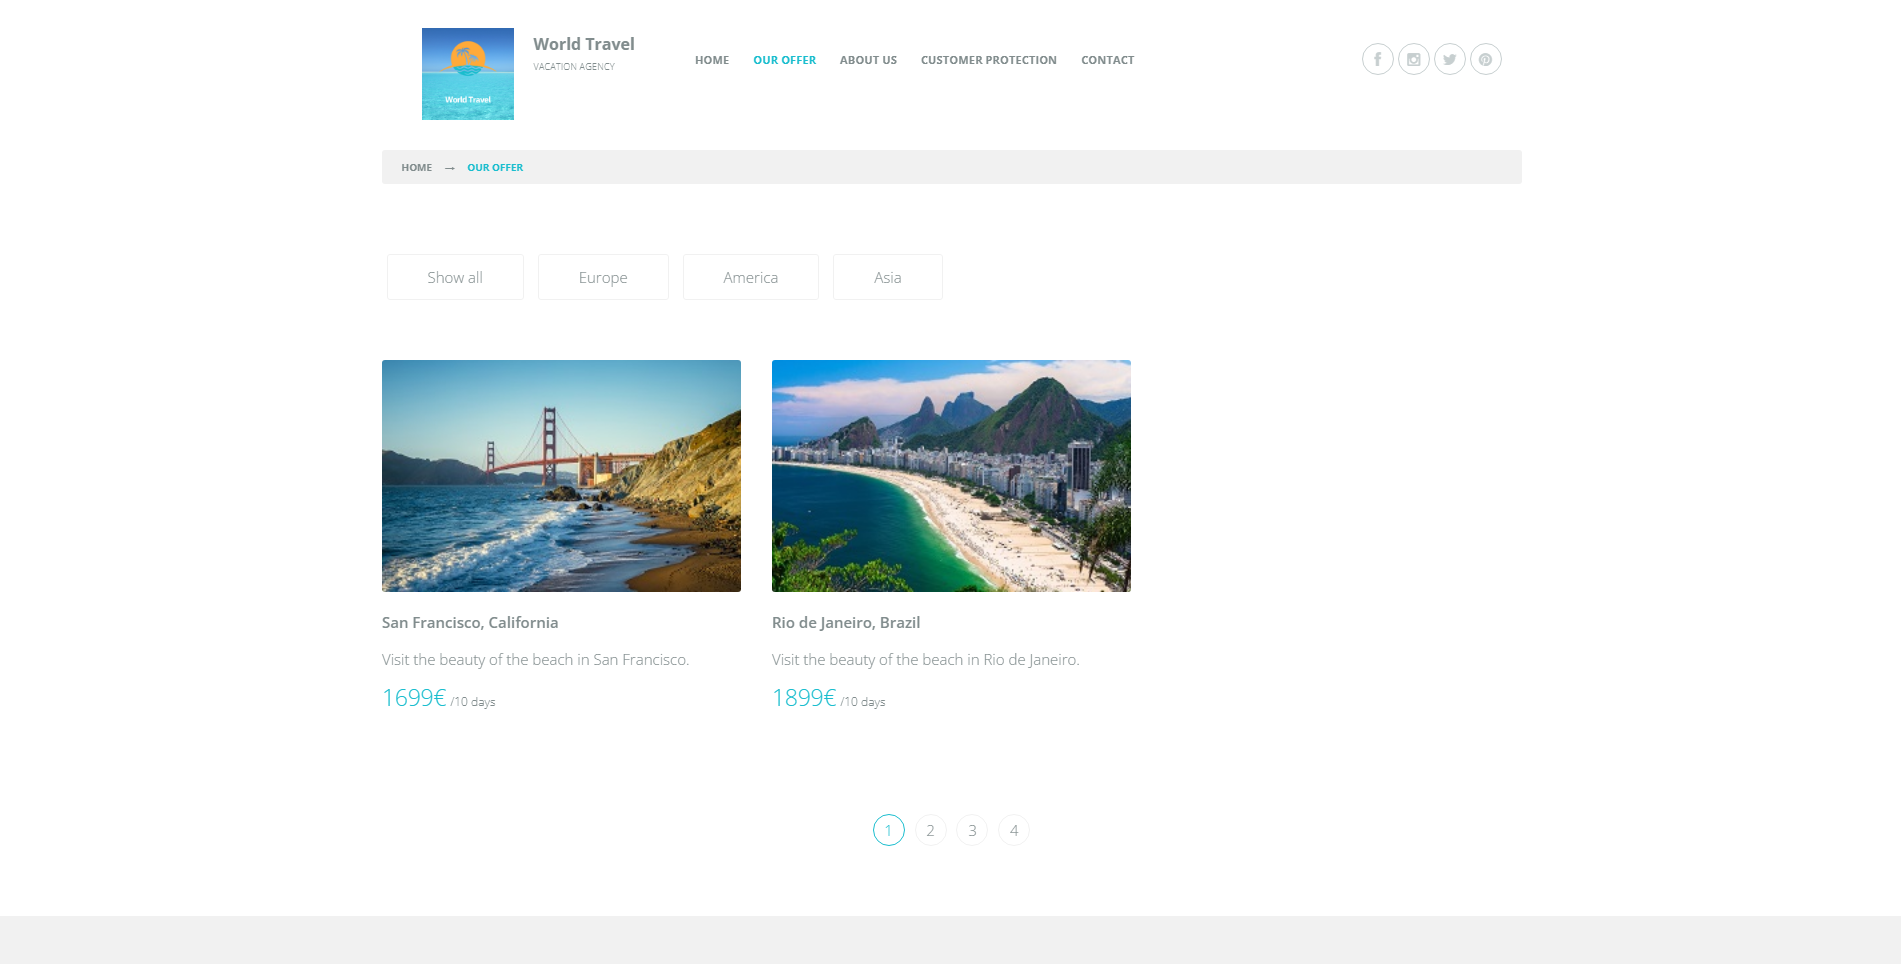 World Travel
World Travel
VACATION AGENCY
HOME OUR OFFER ABOUT US CUSTOMER PROTECTION CONTACT
HOME → OUR OFFER
Show all Europe America Asia
San Francisco, California
Visit the beauty of the beach in San Francisco.
1699€ /10 days
Rio de Janeiro, Brazil
Visit the beauty of the beach in Rio de Janeiro.
1899€ /10 days
1 2 3 4